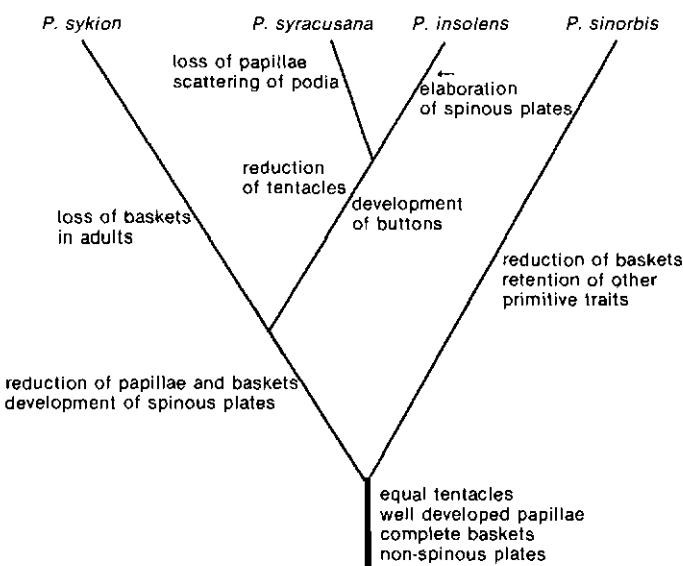 P. sykion
P. syracusana
P. insolens
P. sinorbis
loss of papillae
scattering of podia
←
elaboration
of spinous plates
reduction
of tentacles
development
of buttons
loss of baskets
in adults
reduction of baskets
retention of other
primitive traits
reduction of papillae and baskets
development of spinous plates
equal tentacles
well developed papillae
complete baskets
non-spinous plates